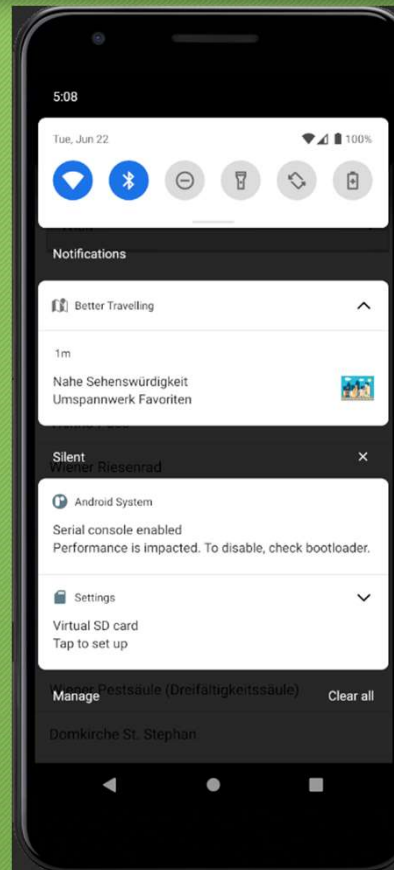 5:08
Tue, Jun 22
100%
Notifications
Better Travelling
1m
Nahe Sehenswürdigkeit
Umspannwerk Favoriten
Silent
Wiener Riesenrad
Android System
Serial console enabled
Performance is impacted. To disable, check bootloader.
Settings
Virtual SD card
Tap to set up
Wiener Pestsäule (Dreifaltigkeitssäule)
Manage
Clear all
Domkirche St. Stephan